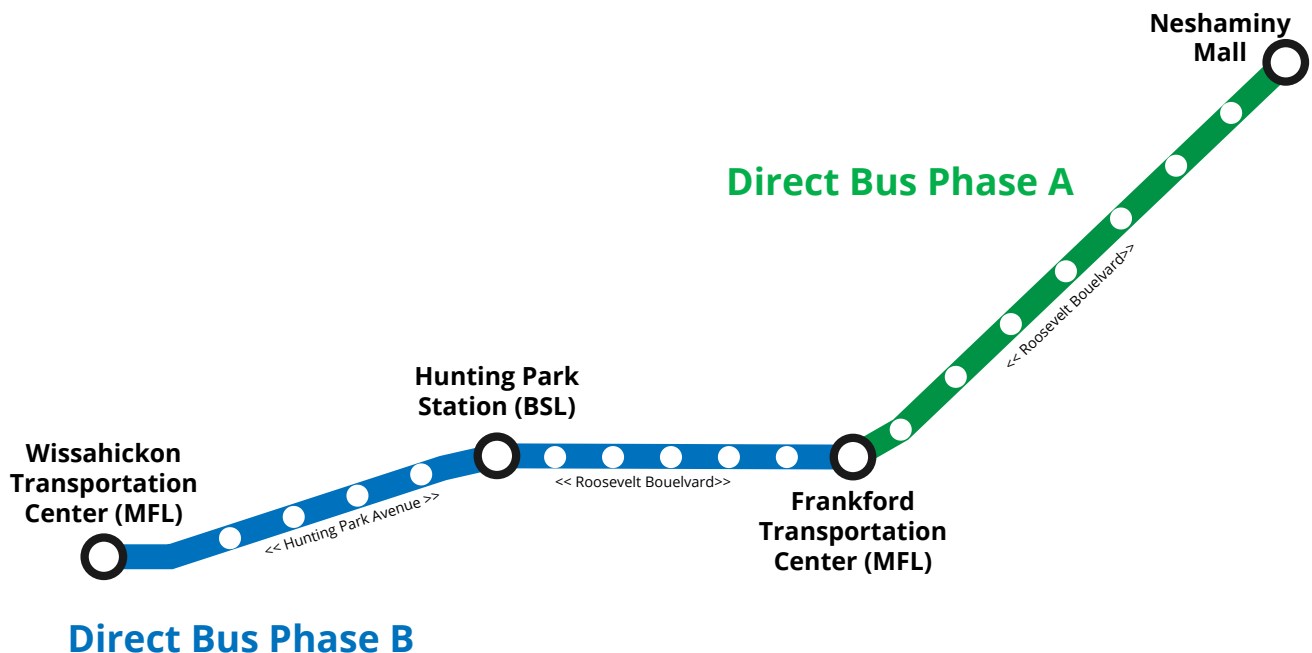 Neshaminy
Mall
Direct Bus Phase A
<< Roosevelt Bouelvard>>
Hunting Park
Station (BSL)
Wissahickon
Transportation
Center (MFL)
<< Hunting Park Avenue >>
<< Roosevelt Bouelvard>>
Frankford
Transportation
Center (MFL)
Direct Bus Phase B